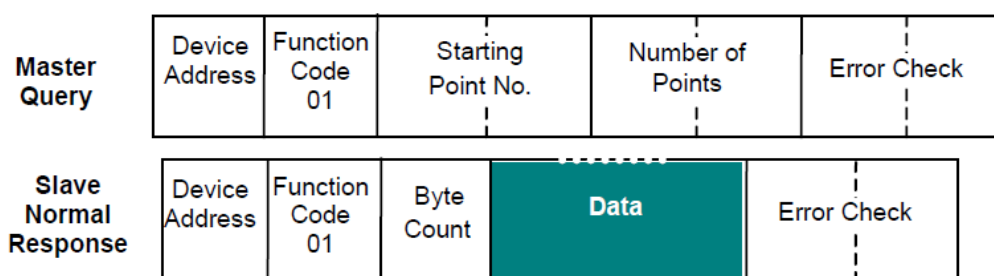 Master
Query
Device
Address
Function
Code
01
Starting
Point No.
Number of
Points
Error Check
Slave
Normal
Response
Device
Address
Function
Code
01
Byte
Count
Data
Error Check